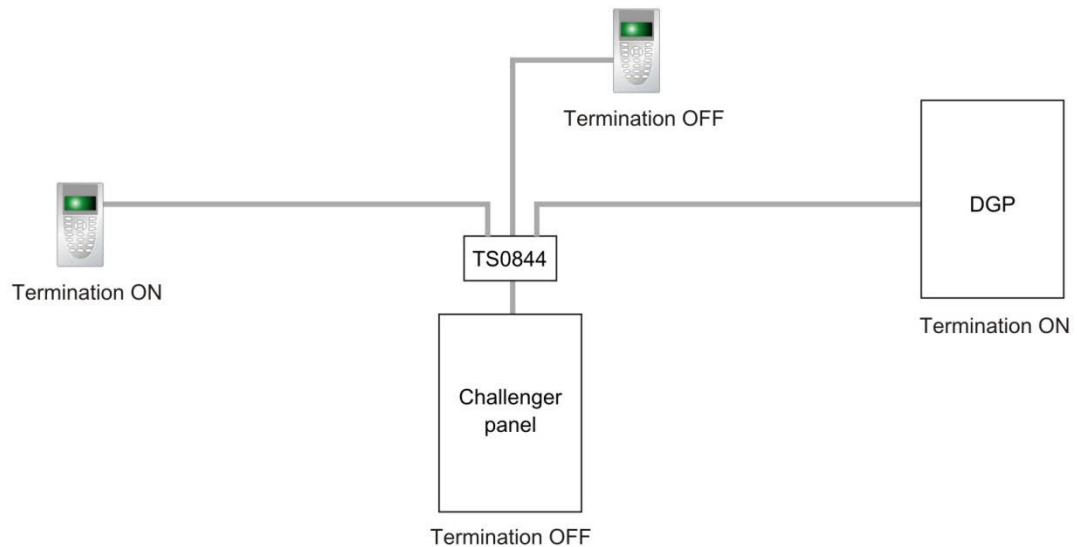 Termination OFF
DGP
TS0844
Termination ON
Termination ON
Challenger
panel
Termination OFF